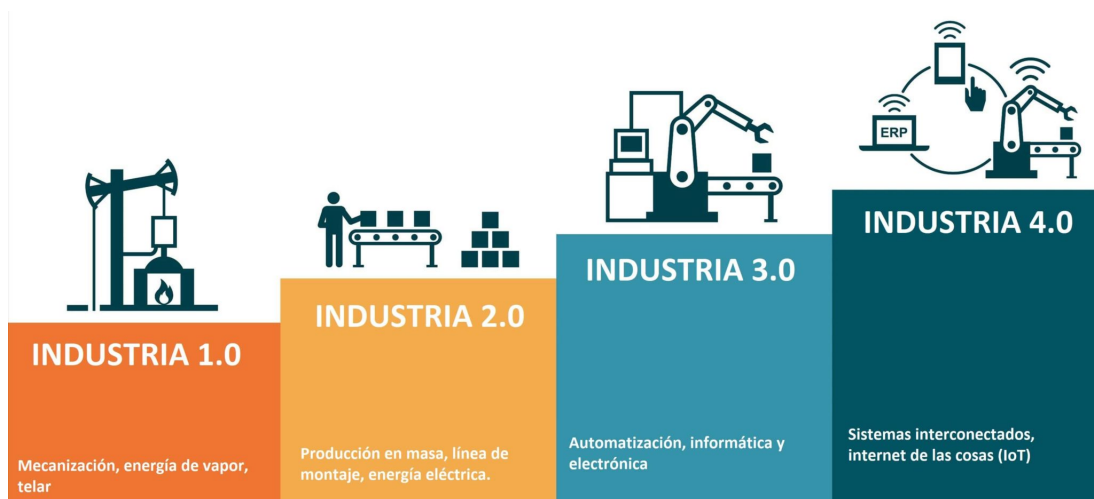 INDUSTRIA 1.0
Mecanización, energía de vapor,
telar
INDUSTRIA 2.0
Producción en masa, línea de
montaje, energía eléctrica.
INDUSTRIA 3.0
Automatización, informática y
electrónica
ERP
INDUSTRIA 4.0
Sistemas interconectados,
internet de las cosas (IoT)